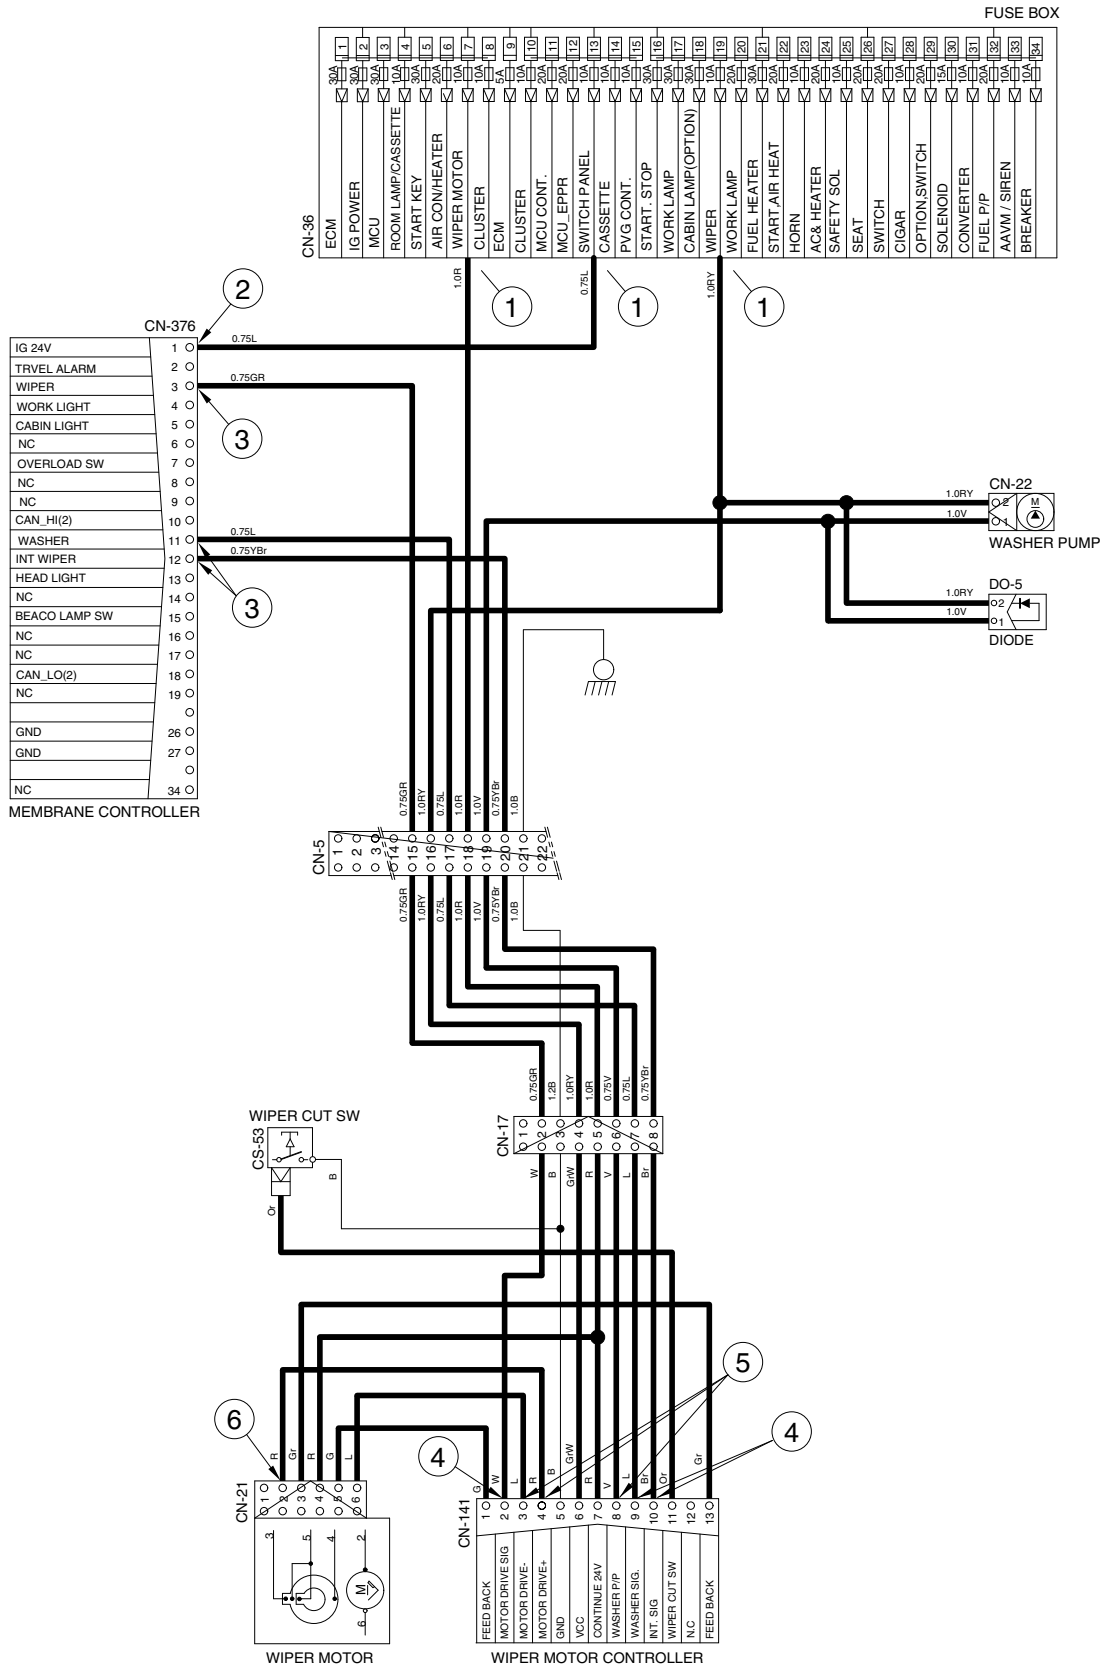 FUSE BOX
1 2 3 4 5 6 7 8 9 10 11 12 13 14 15 16 17 18 19 20 21 22 23 24 25 26 27 28 29 30 31 32 33 34
30A 30A 30A 10A 30A 20A 10A 10A 5A 10A 20A 20A 10A 10A 10A 30A 10A 30A 10A 20A 30A 20A 10A 20A 20A 20A 20A 10A 20A 15A 10A 20A 10A 10A
CN-36
ECM
IG POWER
MCU
ROOM LAMP/CASSETTE
START KEY
AIR CON/HEATER
WIPER MOTOR
CLUSTER
ECM
CLUSTER
MCU CONT.
MCU_EPPR
SWITCH PANEL
CASSETTE
PVG CONT.
START. STOP
WORK LAMP
CABIN LAMP(OPTION)
WIPER
WORK LAMP
FUEL HEATER
START,AIR HEAT
HORN
AC& HEATER
SAFETY SOL
SEAT
SWITCH
CIGAR
OPTION,SWITCH
SOLENOID
CONVERTER
FUEL P/P
AAVM / SIREN
BREAKER
1.0R 0.75L 1.0RY
1 1 1
2
CN-376
IG 24V 1 0.75L
TRVEL ALARM 2
WIPER 3 0.75GR
WORK LIGHT 4
CABIN LIGHT 5
NC 6
OVERLOAD SW 7
NC 8
NC 9
CAN_HI(2) 10
WASHER 11 0.75L
INT WIPER 12 0.75YBr
HEAD LIGHT 13
NC 14
BEACO LAMP SW 15
NC 16
NC 17
CAN_LO(2) 18
NC 19
GND 26
GND 27
NC 34
MEMBRANE CONTROLLER
3
3
CN-22
1.0RY 2
1.0V 1
M
WASHER PUMP
DO-5
1.0RY 2
1.0V 1
DIODE
0.75GR 1.0RY 0.75L 1.0R 1.0V 0.75YBr 1.0B
CN-5
1 2 3 14 15 16 17 18 19 20 21 22
0.75GR 1.0RY 0.75L 1.0R 1.0V 0.75YBr 1.0B
0.75GR 1.2B 1.0RY 1.0R 0.75V 0.75L 0.75YBr
CN-17
1 2 3 4 5 6 7 8
W B GrW R V L Br
WIPER CUT SW
CS-53
B
Or
5
4
6
4
R Gr R G L
CN-21
1 2 3 4 5 6
3 5 4 2
M
6
WIPER MOTOR
G W L R B GrW R V L Br Or Gr
CN-141
1 2 3 4 5 6 7 8 9 10 11 12 13
FEED BACK
MOTOR DRIVE SIG
MOTOR DRIVE-
MOTOR DRIVE+
GND
VCC
CONTINUE 24V
WASHER P/P
WASHER SIG.
INT. SIG
WIPER CUT SW
N.C
FEED BACK
WIPER MOTOR CONTROLLER